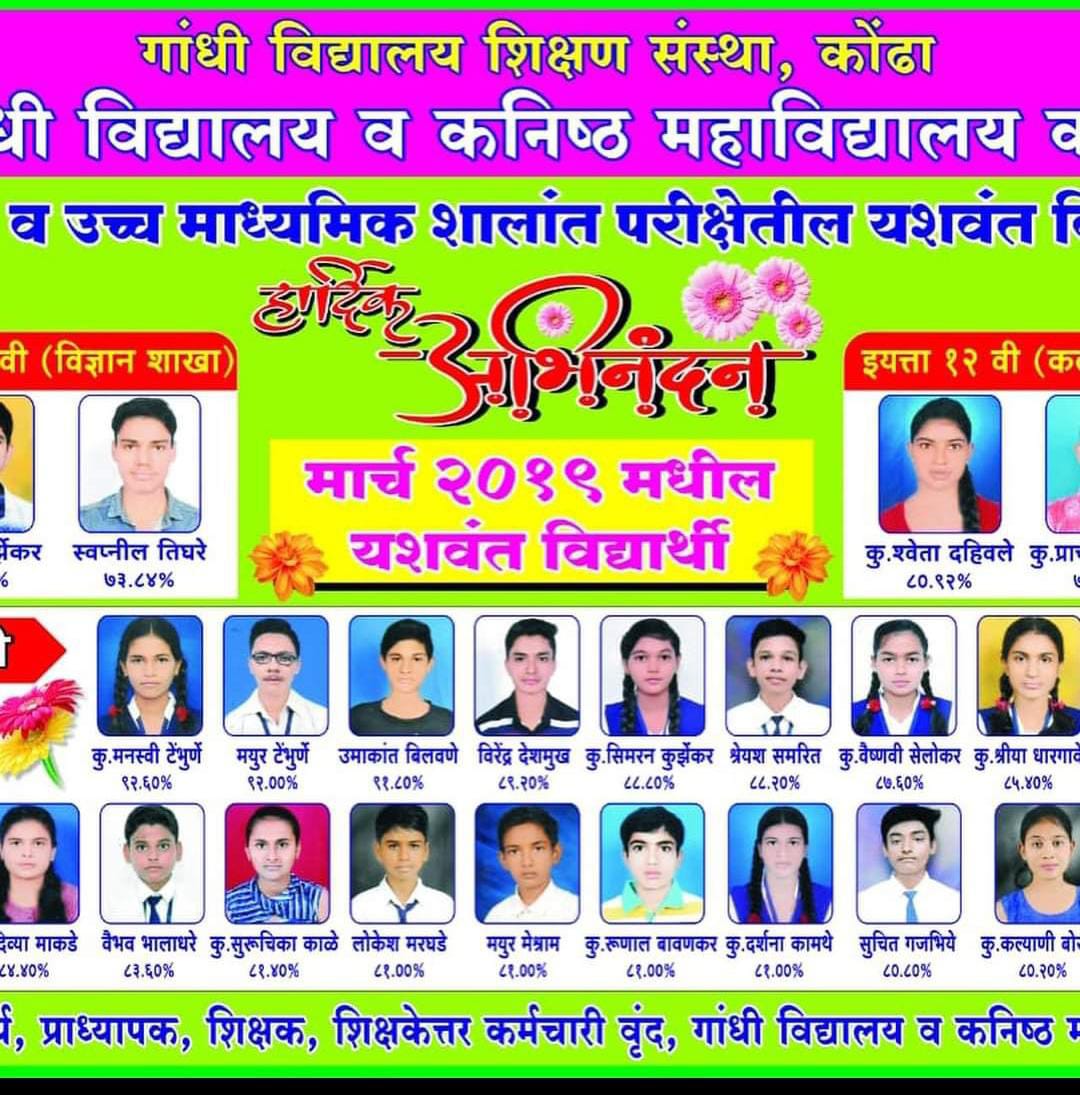 गांधी विद्यालय शिक्षण संस्था, कोंढा
विद्यालय व कनिष्ठ महाविद्यालय
व उच्च माध्यमिक शालांत परीक्षेतील यशवंत
हार्दिक
अभिनंदन
वी (विज्ञान शाखा)
इयत्ता १२ वी
मार्च २०१९ मधील
यशवंत विद्यार्थी
स्वप्नील तिघरे
७३.८४%
कु.श्वेता दहिवले
८०.९२%
कु.मनस्वी टेंभुर्णे मयुर टेंभुर्णे उमाकांत बिलवणे विरेंद्र देशमुख कु.सिमरन कुर्झेकर श्रेयश समरित कु.वैष्णवी सेलोकर कु.श्रीया
९२.६०% ९२.००% ९१.८०% ८९.२०% ८८.८०% ८८.२०% ८७.६०% ८५.४०%
माकडे वैभव भालाधरे कु.सुरूचिका काळे लोकेश मरघडे मयुर मेश्राम कु.रूणाल बावणकर कु.दर्शना कामथे सुचित गजभिये कु.कल्याणी
८४.४०% ८३.६०% ८१.४०% ८१.००% ८१.००% ८१.००% ८१.००% ८०.८०% ८०.२०%
प्राध्यापक, शिक्षक, शिक्षकेत्तर कर्मचारी वृंद, गांधी विद्यालय व कनिष्ठ